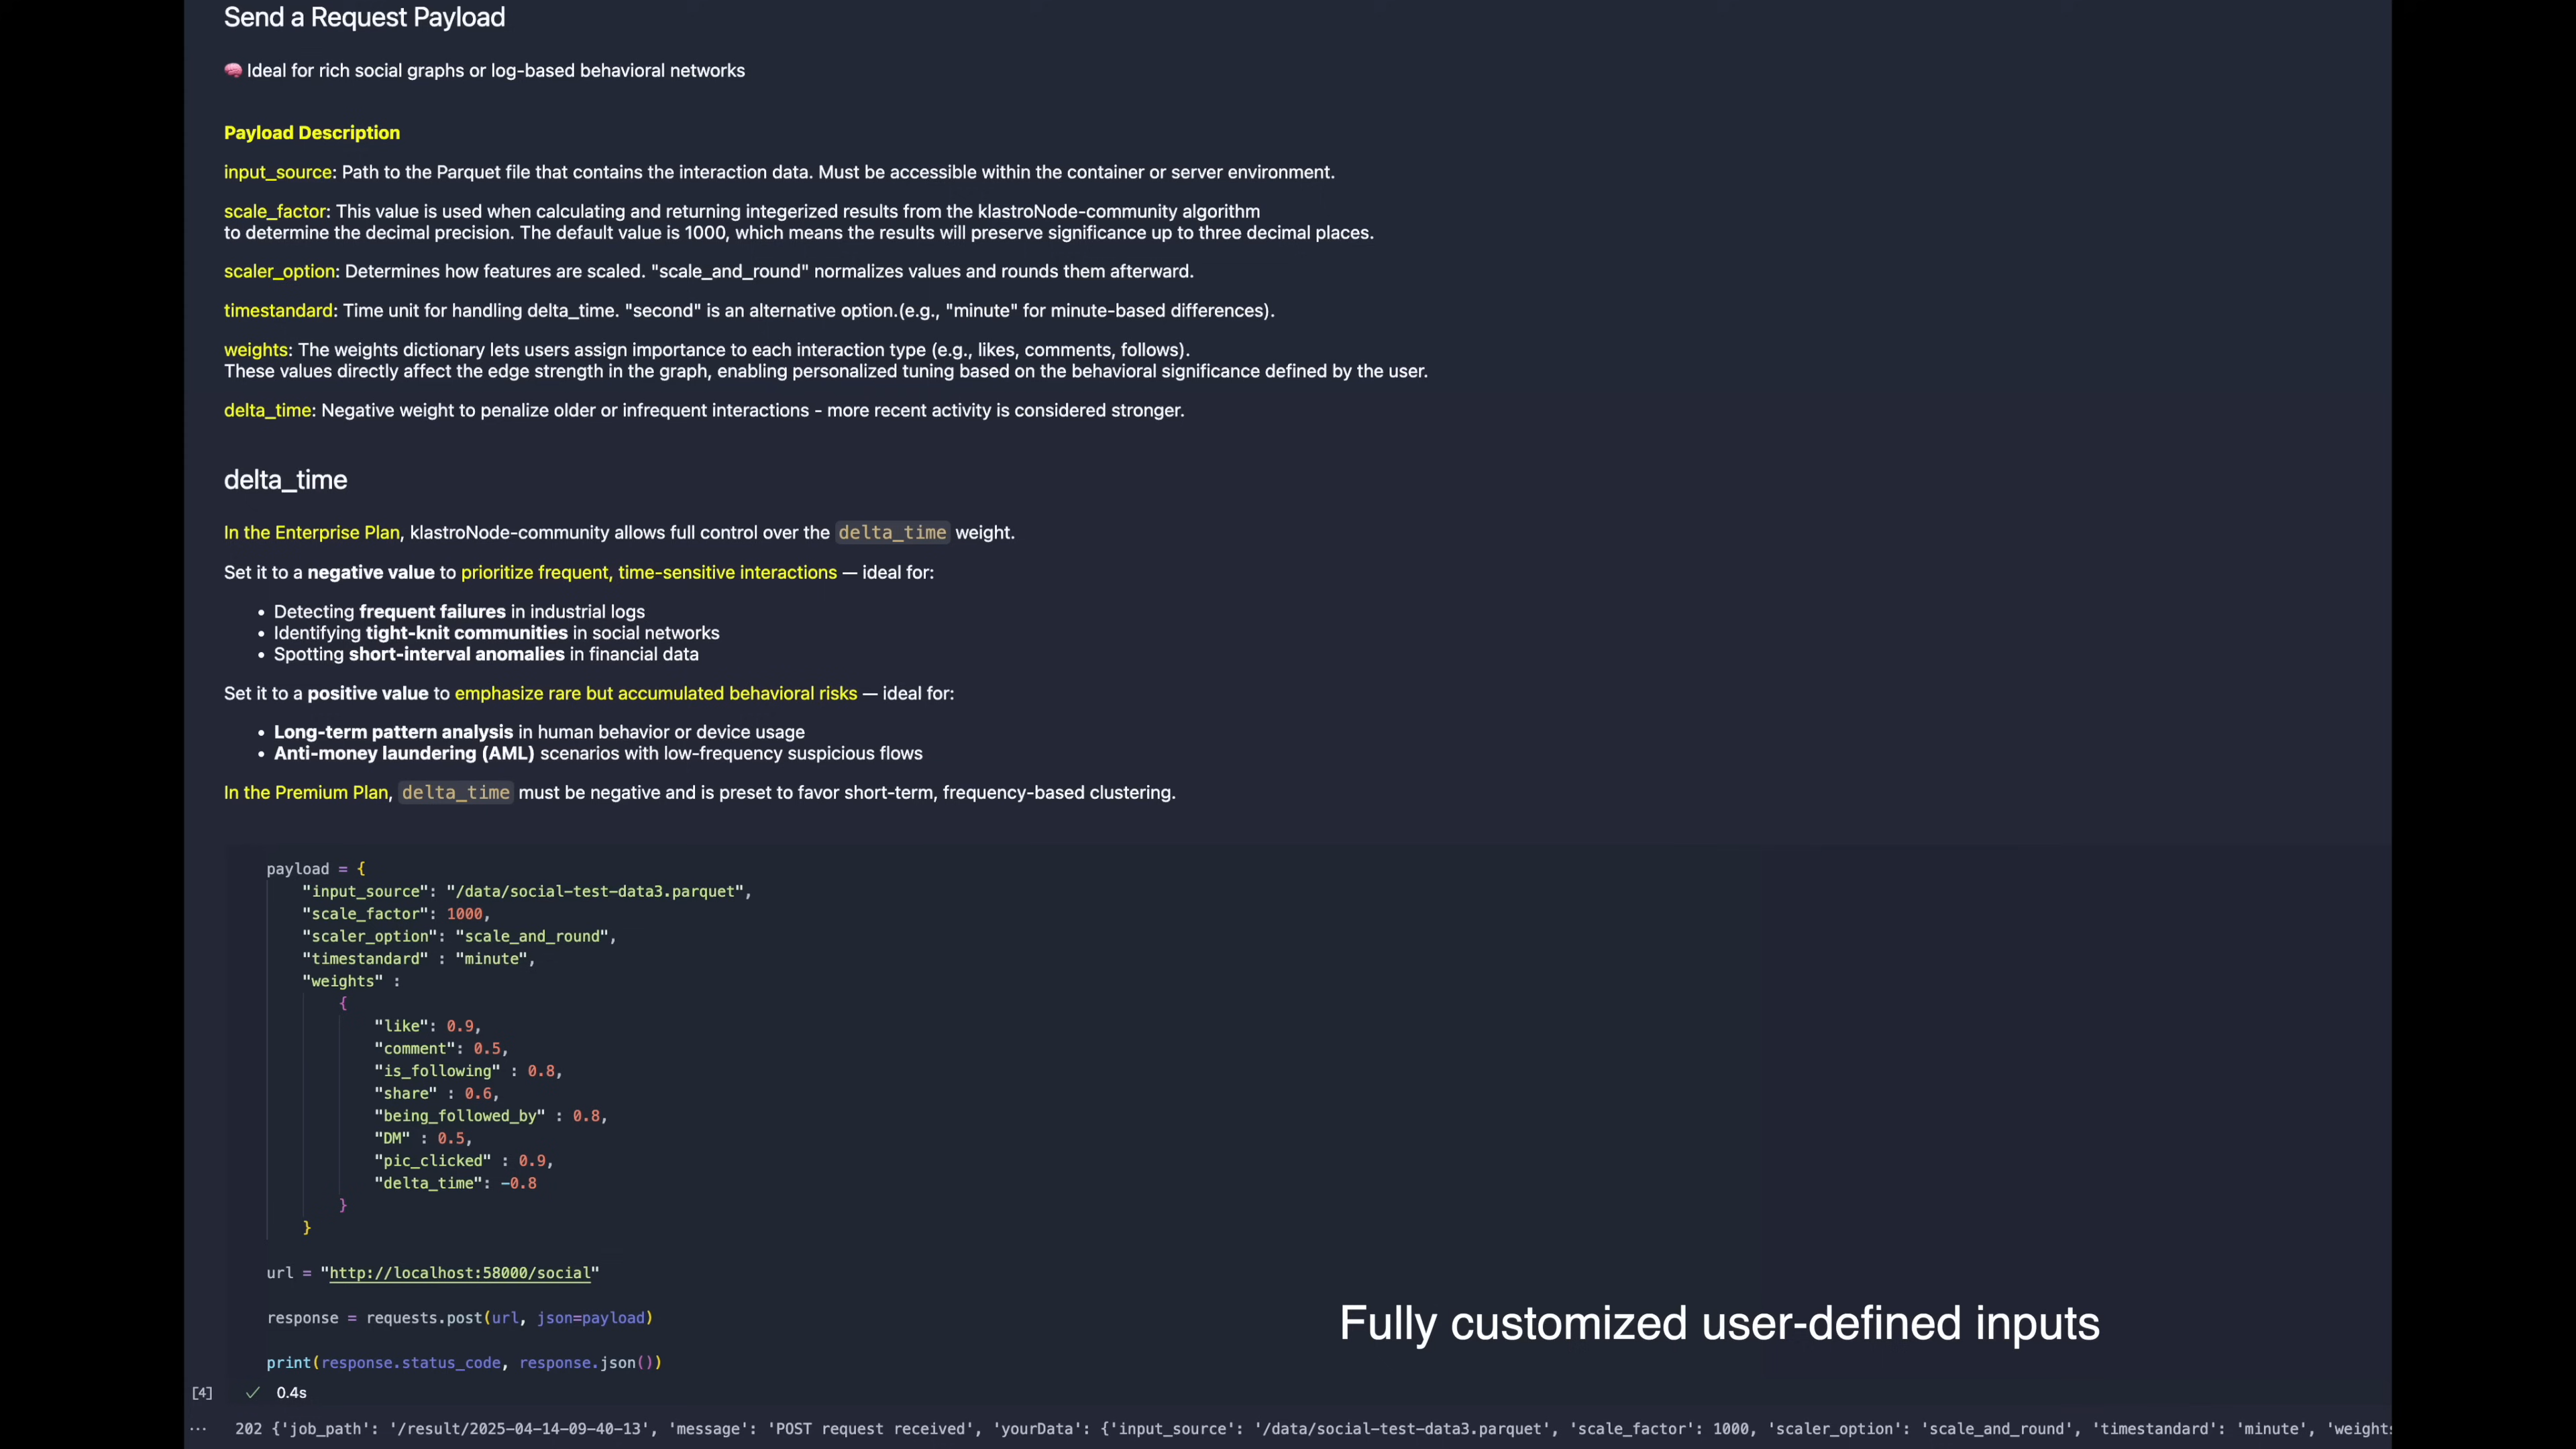 Send a Request Payload
🧠 Ideal for rich social graphs or log-based behavioral networks
Payload Description
input_source: Path to the Parquet file that contains the interaction data. Must be accessible within the container or server environment.
scale_factor: This value is used when calculating and returning integerized results from the klastroNode-community algorithm
to determine the decimal precision. The default value is 1000, which means the results will preserve significance up to three decimal places.
scaler_option: Determines how features are scaled. "scale_and_round" normalizes values and rounds them afterward.
timestandard: Time unit for handling delta_time. "second" is an alternative option.(e.g., "minute" for minute-based differences).
weights: The weights dictionary lets users assign importance to each interaction type (e.g., likes, comments, follows).
These values directly affect the edge strength in the graph, enabling personalized tuning based on the behavioral significance defined by the user.
delta_time: Negative weight to penalize older or infrequent interactions - more recent activity is considered stronger.
delta_time
In the Enterprise Plan, klastroNode-community allows full control over the delta_time weight.
Set it to a negative value to prioritize frequent, time-sensitive interactions — ideal for:
• Detecting frequent failures in industrial logs
• Identifying tight-knit communities in social networks
• Spotting short-interval anomalies in financial data
Set it to a positive value to emphasize rare but accumulated behavioral risks — ideal for:
• Long-term pattern analysis in human behavior or device usage
• Anti-money laundering (AML) scenarios with low-frequency suspicious flows
In the Premium Plan, delta_time must be negative and is preset to favor short-term, frequency-based clustering.
payload = {
"input_source": "/data/social-test-data3.parquet",
"scale_factor": 1000,
"scaler_option": "scale_and_round",
"timestandard" : "minute",
"weights" :
{
"like": 0.9,
"comment": 0.5,
"is_following" : 0.8,
"share" : 0.6,
"being_followed_by" : 0.8,
"DM" : 0.5,
"pic_clicked" : 0.9,
"delta_time": -0.8
}
}
url = "http://localhost:58000/social"
response = requests.post(url, json=payload)
Fully customized user-defined inputs
print(response.status_code, response.json())
[4] ✓ 0.4s
... 202 {'job_path': '/result/2025-04-14-09-40-13', 'message': 'POST request received', 'yourData': {'input_source': '/data/social-test-data3.parquet', 'scale_factor': 1000, 'scaler_option': 'scale_and_round', 'timestandard': 'minute', 'weights